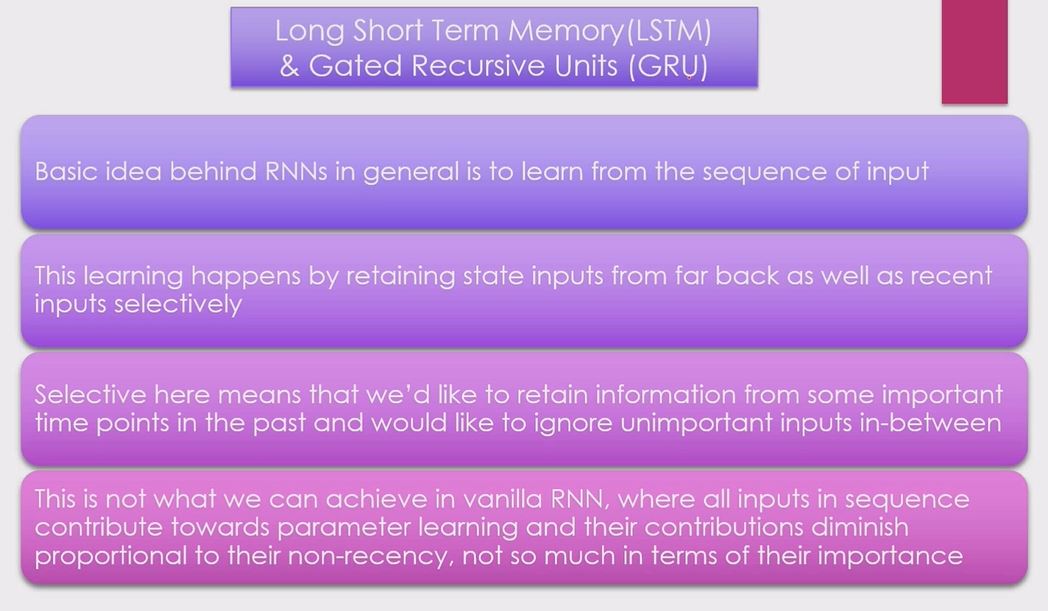 Long Short Term Memory(LSTM)
& Gated Recursive Units (GRU)
Basic idea behind RNNs in general is to learn from the sequence of input
This learning happens by retaining state inputs from far back as well as recent
inputs selectively
Selective here means that we’d like to retain information from some important
time points in the past and would like to ignore unimportant inputs in-between
This is not what we can achieve in vanilla RNN, where all inputs in sequence
contribute towards parameter learning and their contributions diminish
proportional to their non-recency, not so much in terms of their importance